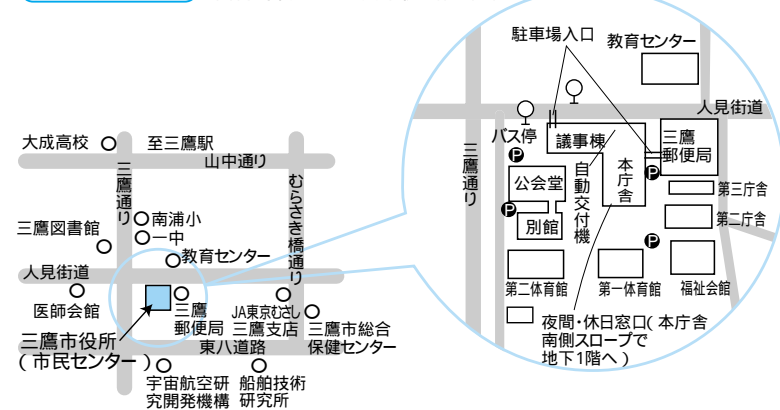 大成高校
至三鷹駅
山中通り
三鷹通り
むらさき橋通り
三鷹図書館
南浦小
一中
教育センター
人見街道
医師会館
三鷹
郵便局
JA東京むさし
三鷹支店
三鷹市総合
保健センター
三鷹市役所
(市民センター)
東八道路
宇宙航空研
究開発機構
船舶技術
研究所
駐車場入口
教育センター
人見街道
バス停
三鷹通り
議事棟
三鷹
郵便局
P
公会堂
自動交付機
本庁舎
P
第三庁舎
P
別館
第二庁舎
P
第二体育館
第一体育館
福祉会館
夜間・休日窓口(本庁舎
南側スロープで
地下1階へ)